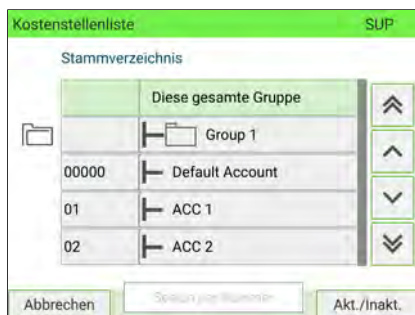 Kostenstellenliste SUP
Stammverzeichnis
Diese gesamte Gruppe
Group 1
00000 Default Account
01 ACC 1
02 ACC 2
Abbrechen Akt./Inakt.